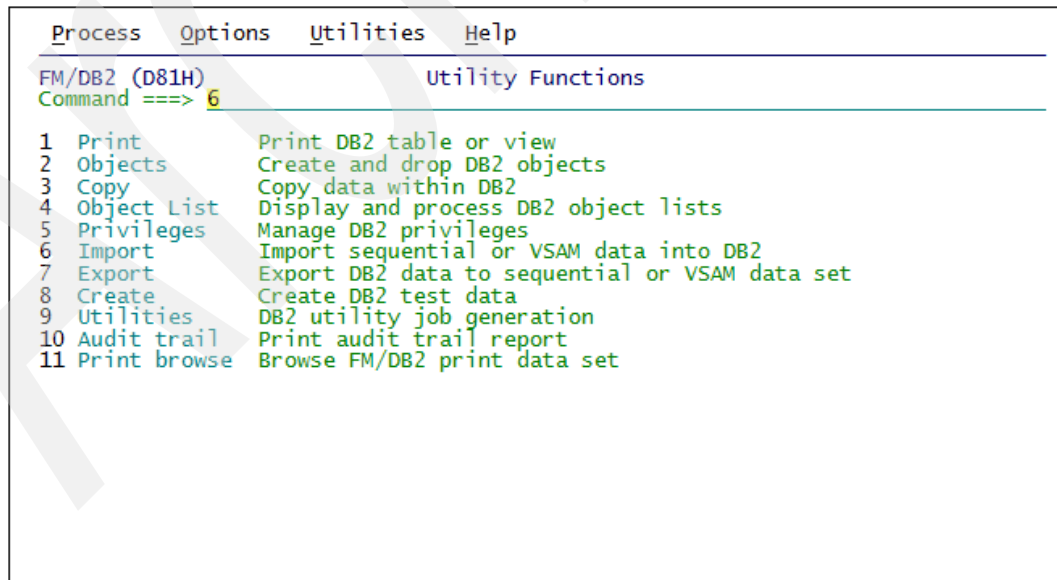 Process Options Utilities Help
FM/DB2 (D81H) Utility Functions
Command ===> 6
1 Print Print DB2 table or view
2 Objects Create and drop DB2 objects
3 Copy Copy data within DB2
4 Object List Display and process DB2 object lists
5 Privileges Manage DB2 privileges
6 Import Import sequential or VSAM data into DB2
7 Export Export DB2 data to sequential or VSAM data set
8 Create Create DB2 test data
9 Utilities DB2 utility job generation
10 Audit trail Print audit trail report
11 Print browse Browse FM/DB2 print data set